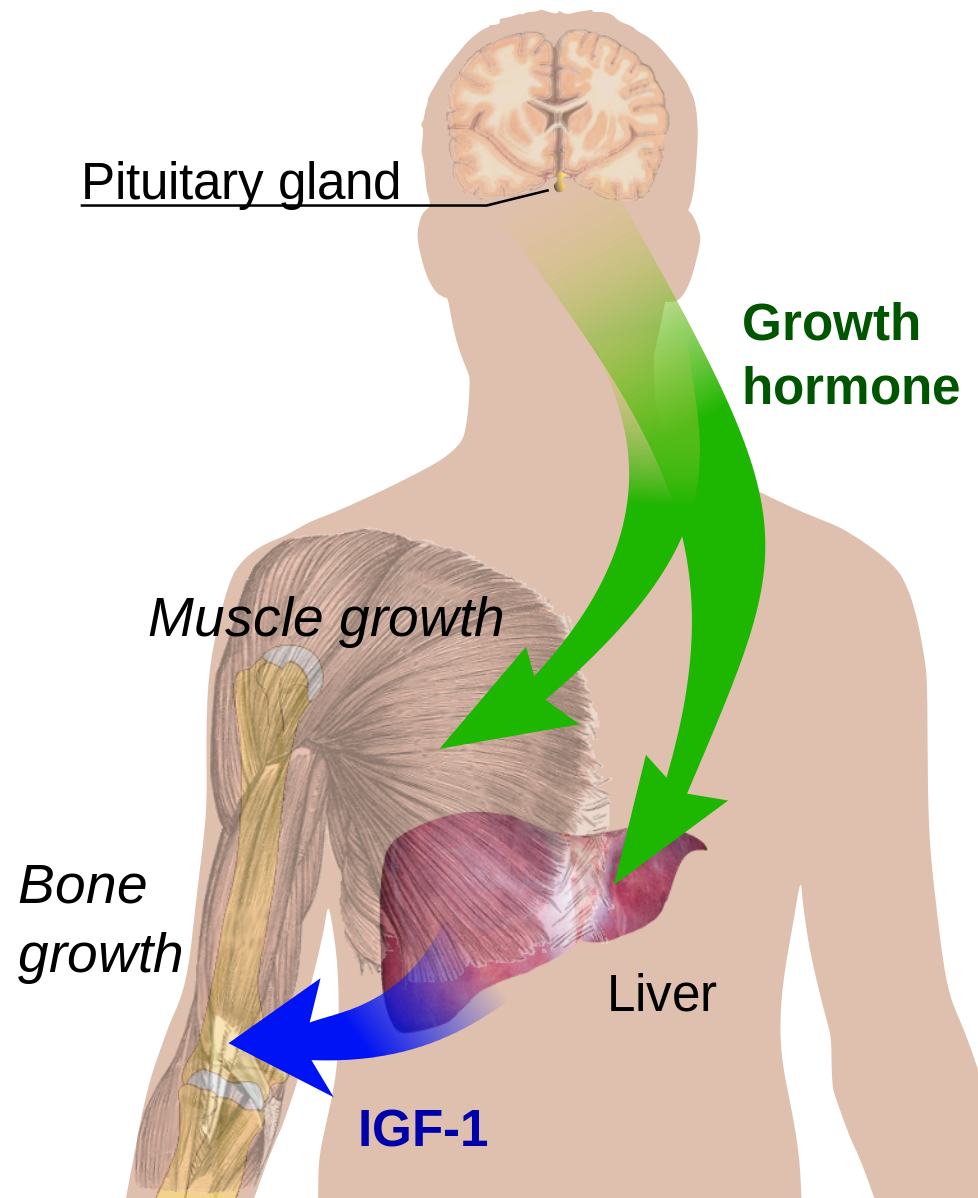 Pituitary gland
Growth
hormone
Muscle growth
Bone
growth
Liver
IGF-1